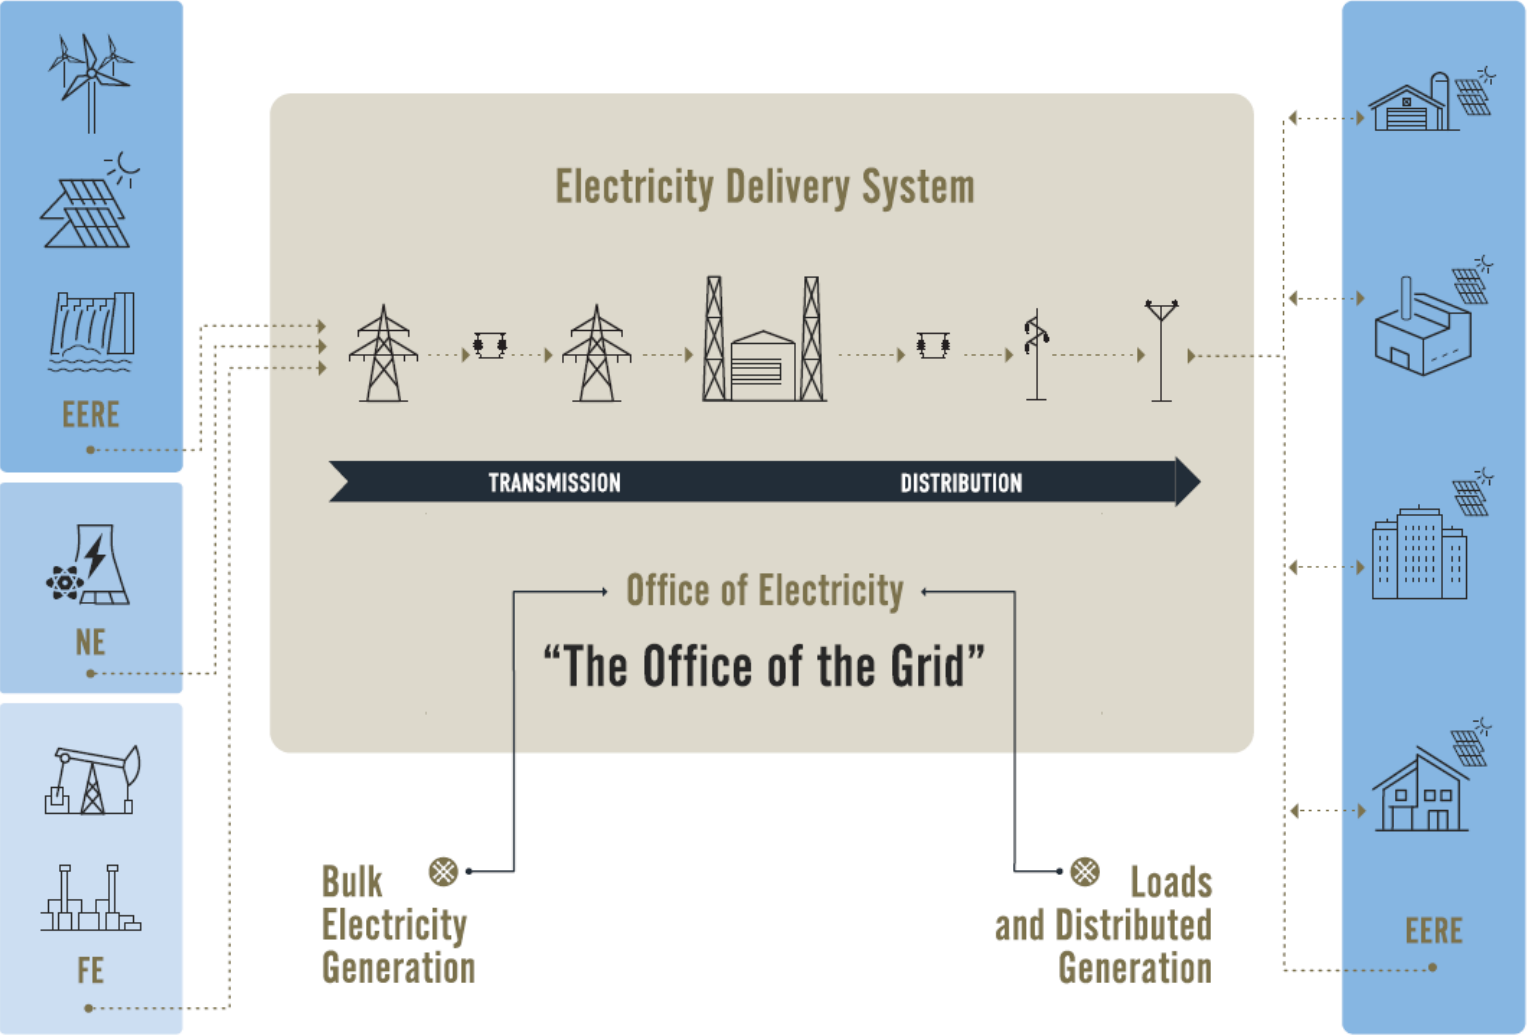 Electricity Delivery System
EERE
TRANSMISSION
DISTRIBUTION
Office of Electricity
“The Office of the Grid”
NE
Bulk
Electricity
Generation
Loads
and Distributed
Generation
EERE
FE